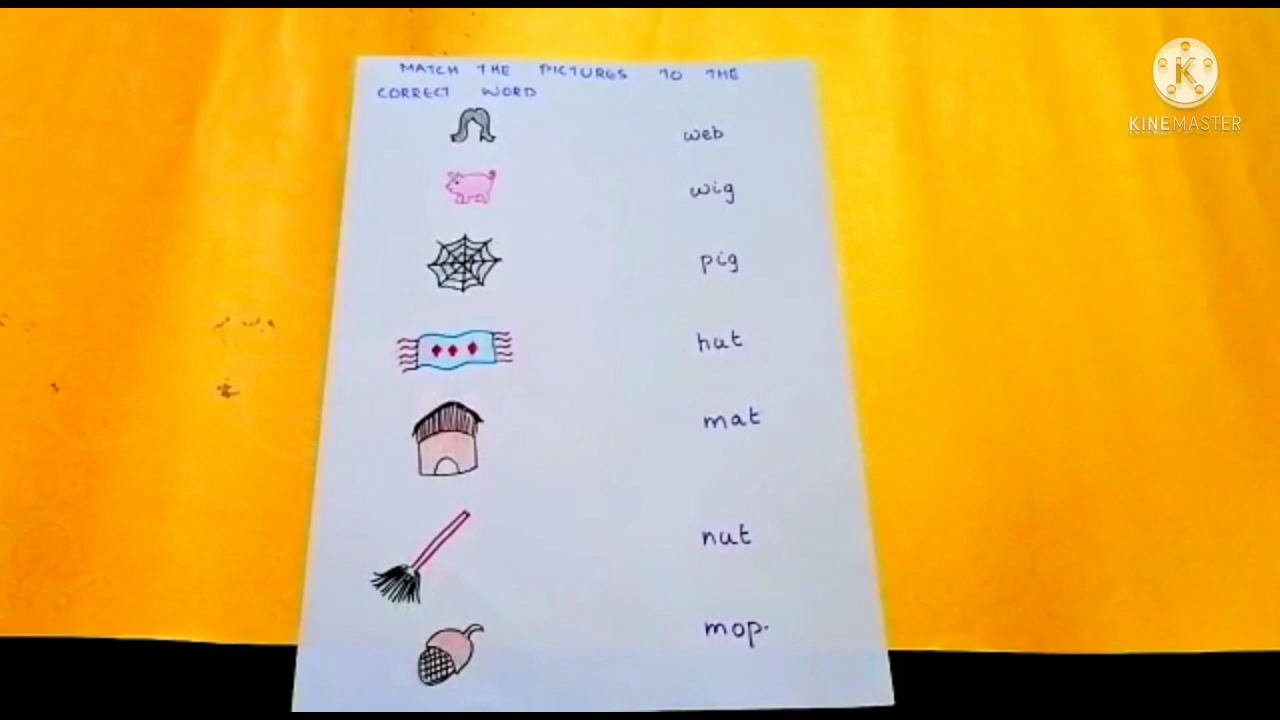 MATCH THE PICTURES TO THE
CORRECT WORD
web
wig
pig
hut
mat
nut
mop.
K
KINEMASTER